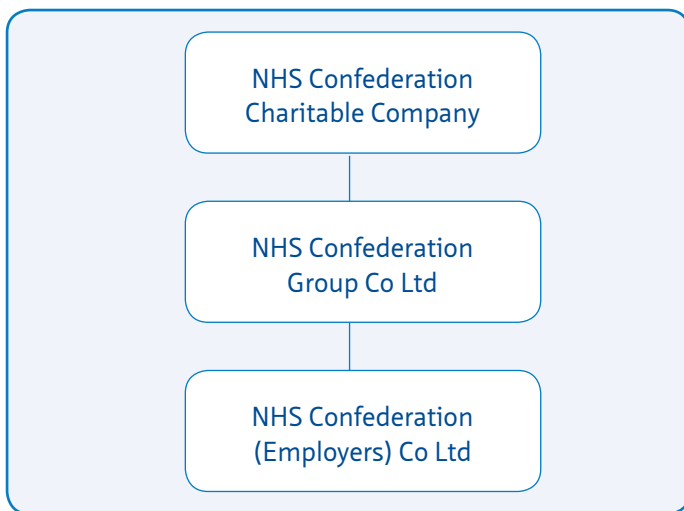 NHS Confederation
Charitable Company
NHS Confederation
Group Co Ltd
NHS Confederation
(Employers) Co Ltd